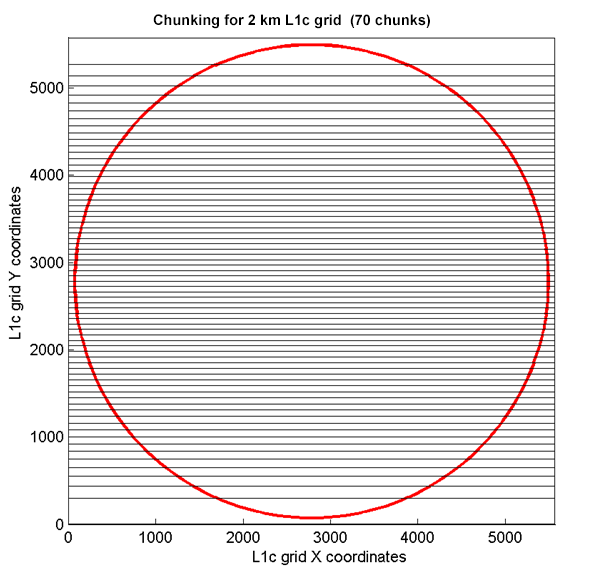 Chunking for 2 km L1c grid (70 chunks)
L1c grid Y coordinates
5000
4000
3000
2000
1000
0
0 1000 2000 3000 4000 5000
L1c grid X coordinates